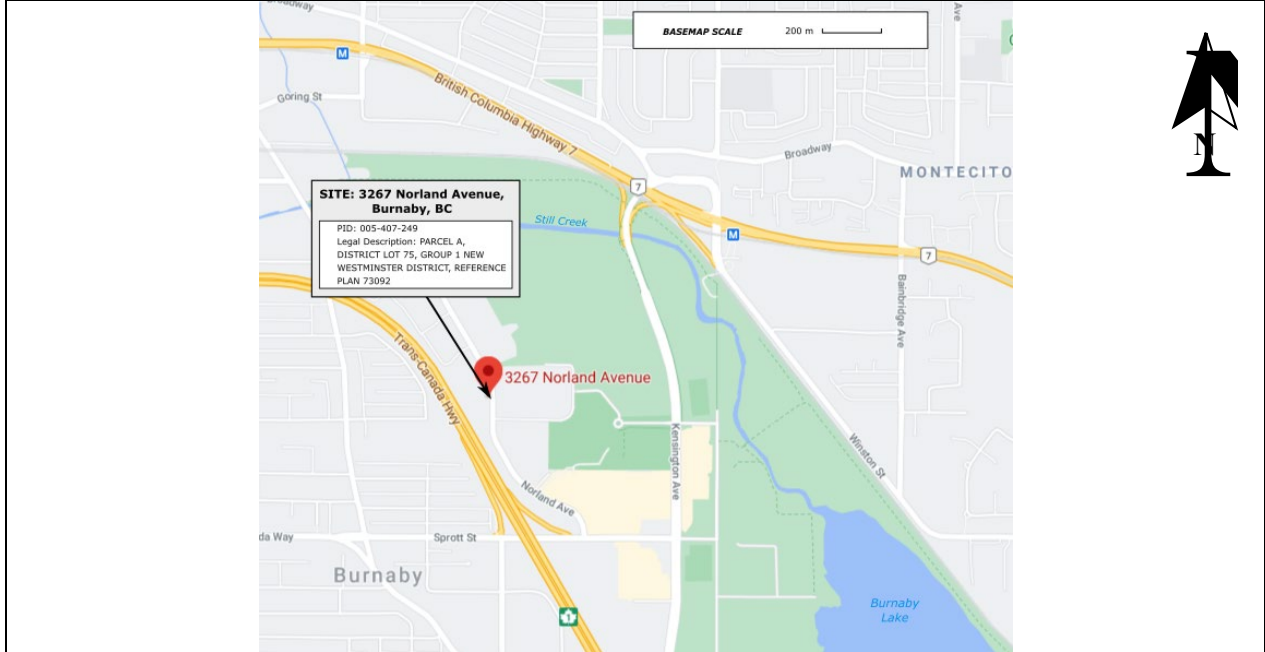 Broadway
Ave
BASEMAP SCALE 200 m
M
British Columbia Highway 7
Goring St
Broadway
MONTECITO
N
7
SITE: 3267 Norland Avenue,
Burnaby, BC
PID: 005-407-249
Legal Description: PARCEL A,
DISTRICT LOT 75, GROUP 1 NEW
WESTMINSTER DISTRICT, REFERENCE
PLAN 73092
Still Creek
M
7
Bainbridge Ave
Trans-Canada Hwy
3267 Norland Avenue
Kensington Ave
Winston St
Norland Ave
da Way
Sprott St
Burnaby
1
Burnaby
Lake